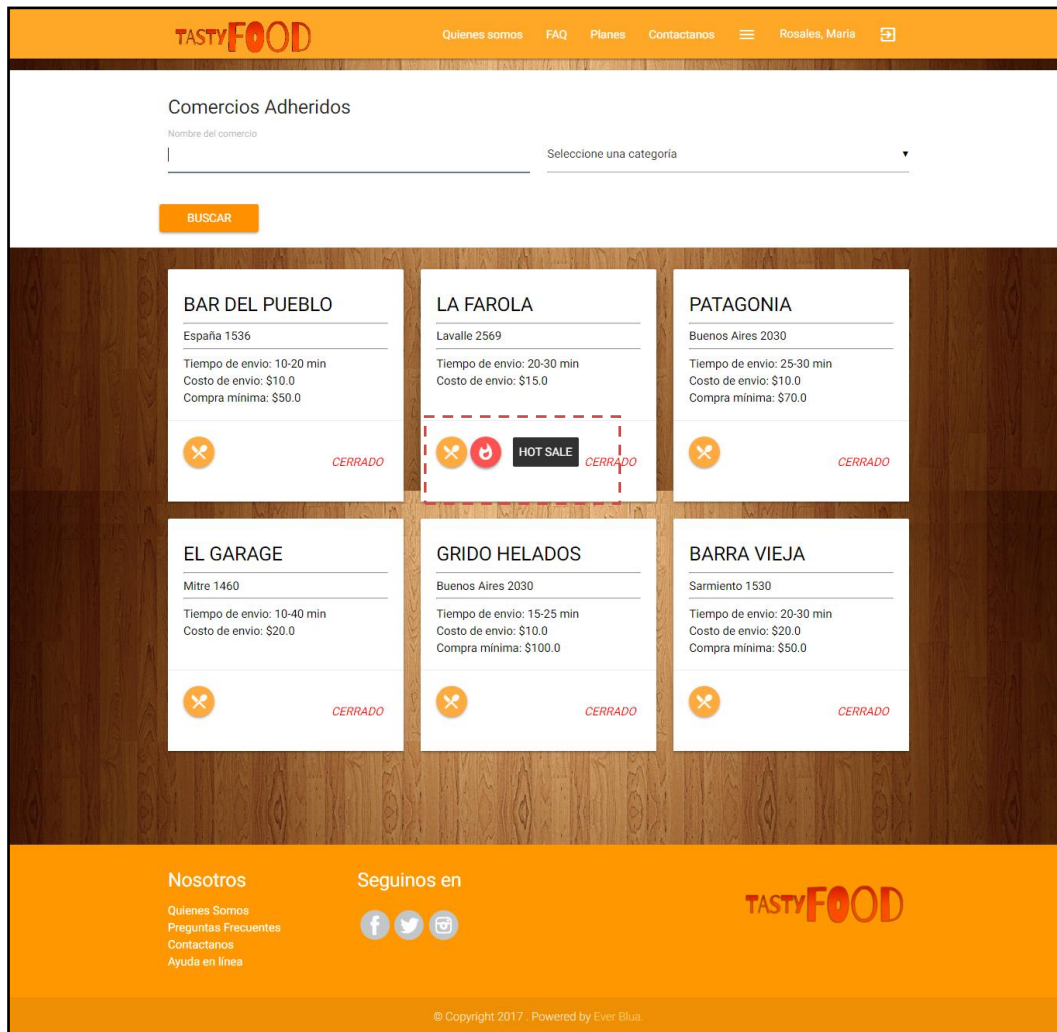 TASTYFOOD
Quienes somos FAQ Planes Contactanos Rosales, Maria
Comercios Adheridos
Nombre del comercio
Seleccione una categoría
BUSCAR
BAR DEL PUEBLO
España 1536
Tiempo de envio: 10-20 min
Costo de envio: $10.0
Compra mínima: $50.0
CERRADO
LA FAROLA
Lavalle 2569
Tiempo de envio: 20-30 min
Costo de envio: $15.0
HOT SALE
CERRADO
PATAGONIA
Buenos Aires 2030
Tiempo de envio: 25-30 min
Costo de envio: $10.0
Compra mínima: $70.0
CERRADO
EL GARAGE
Mitre 1460
Tiempo de envio: 10-40 min
Costo de envio: $20.0
CERRADO
GRIDO HELADOS
Buenos Aires 2030
Tiempo de envio: 15-25 min
Costo de envio: $10.0
Compra mínima: $100.0
CERRADO
BARRA VIEJA
Sarmiento 1530
Tiempo de envio: 20-30 min
Costo de envio: $20.0
Compra mínima: $50.0
CERRADO
Nosotros
Quienes Somos
Preguntas Frecuentes
Contactanos
Ayuda en línea
Seguinos en
TASTYFOOD
© Copyright 2017 . Powered by Ever Blua.